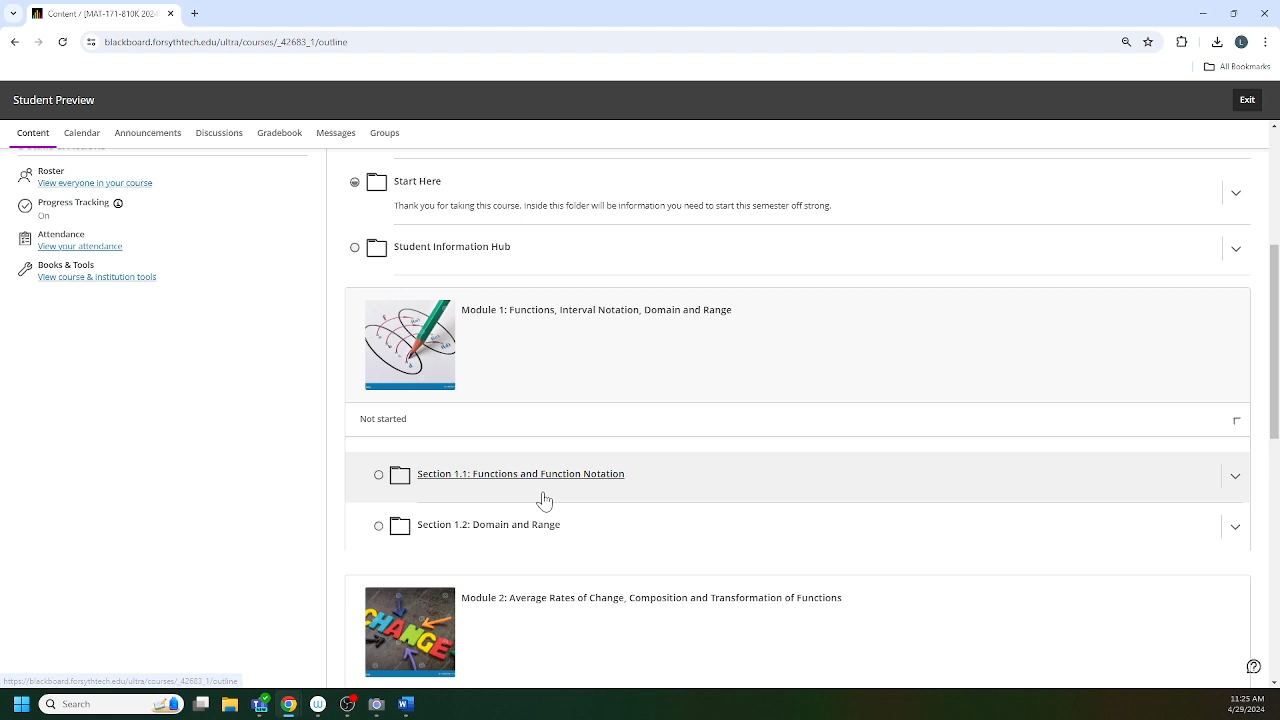 Content / [MAT-171-810K 2024
blackboard.forsythtech.edu/ultra/courses/_42683_1/outline
All Bookmarks
Student Preview
Exit
Content
Calendar
Announcements
Discussions
Gradebook
Messages
Groups
Roster
View everyone in your course
Progress Tracking
On
Attendance
View your attendance
Books & Tools
View course & institution tools
Start Here
Thank you for taking this course. Inside this folder will be information you need to start this semester off strong.
Student Information Hub
Module 1: Functions, Interval Notation, Domain and Range
Not started
Section 1.1: Functions and Function Notation
Section 1.2: Domain and Range
Module 2: Average Rates of Change, Composition and Transformation of Functions
CHANGE
https://blackboard.forsythtech.edu/ultra/courses/_42683_1/outline
Search
11:25 AM
4/29/2024